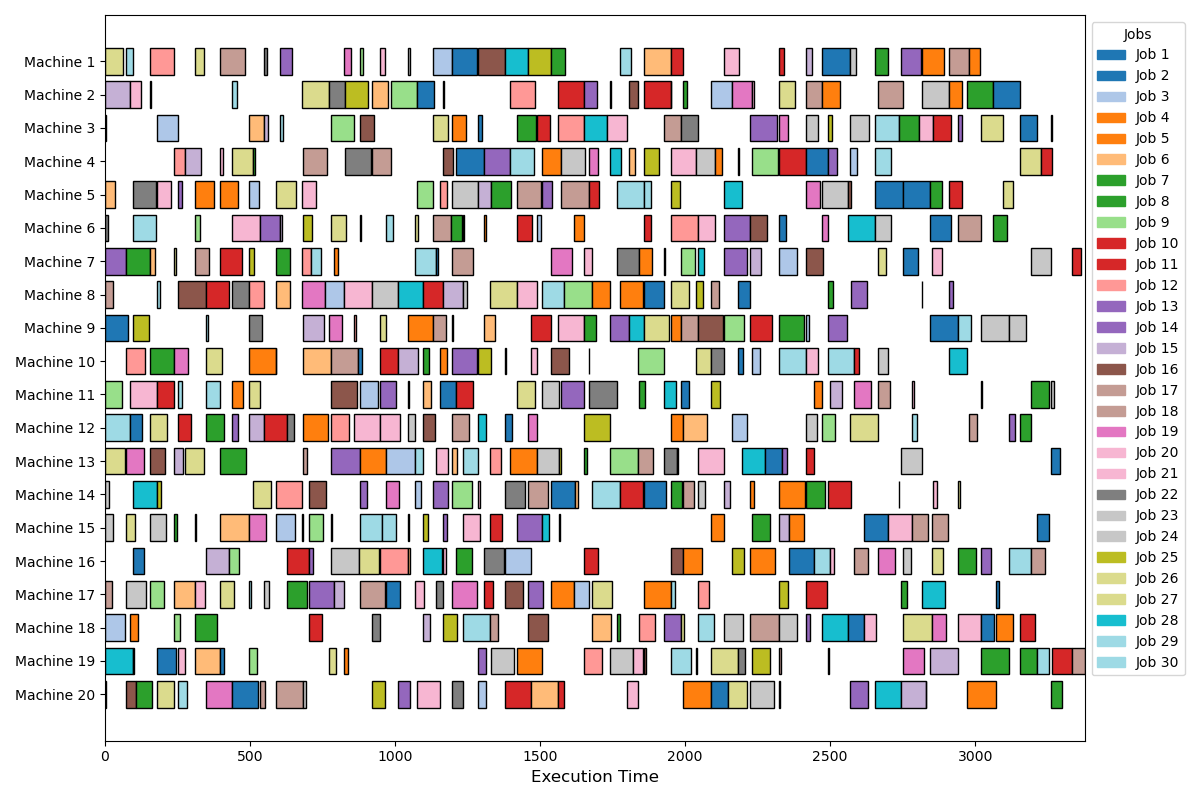 Machine 1
Machine 2
Machine 3
Machine 4
Machine 5
Machine 6
Machine 7
Machine 8
Machine 9
Machine 10
Machine 11
Machine 12
Machine 13
Machine 14
Machine 15
Machine 16
Machine 17
Machine 18
Machine 19
Machine 20
0 500 1000 1500 2000 2500 3000
Execution Time
Jobs
Job 1
Job 2
Job 3
Job 4
Job 5
Job 6
Job 7
Job 8
Job 9
Job 10
Job 11
Job 12
Job 13
Job 14
Job 15
Job 16
Job 17
Job 18
Job 19
Job 20
Job 21
Job 22
Job 23
Job 24
Job 25
Job 26
Job 27
Job 28
Job 29
Job 30